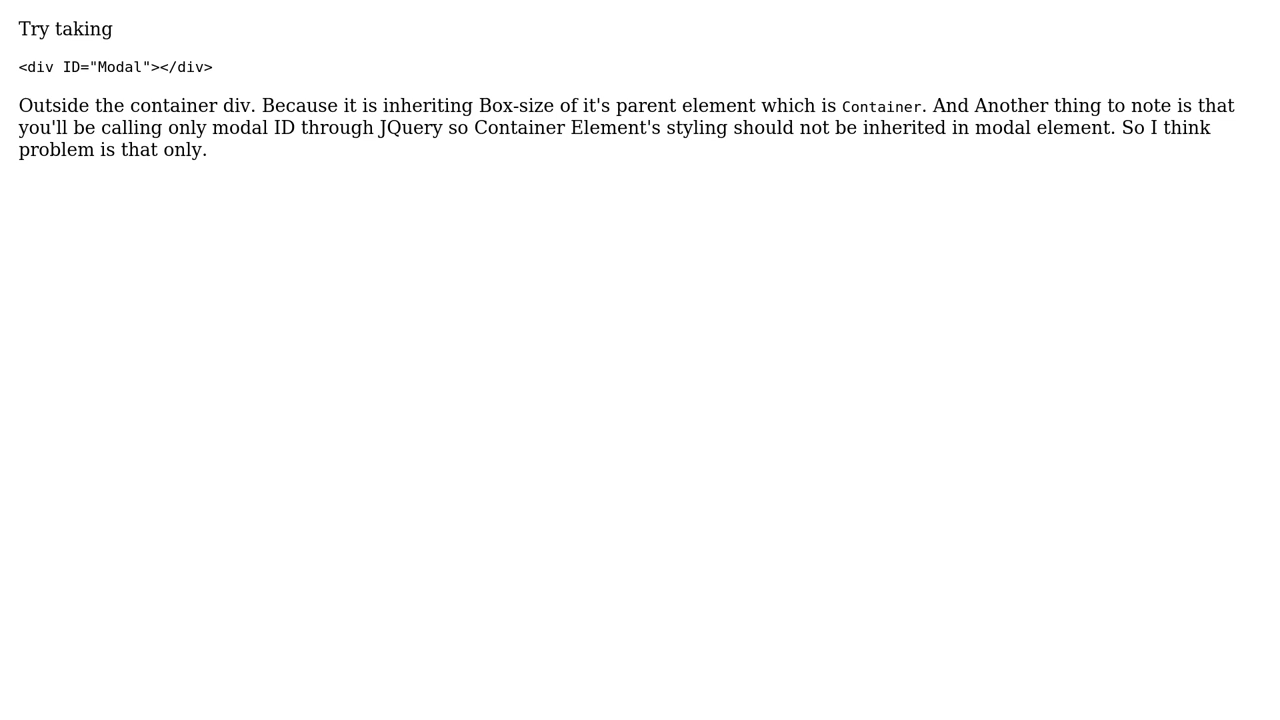 Try taking
<div ID="Modal"></div>
Outside the container div. Because it is inheriting Box-size of it's parent element which is Container. And Another thing to note is that
you'll be calling only modal ID through JQuery so Container Element's styling should not be inherited in modal element. So I think
problem is that only.